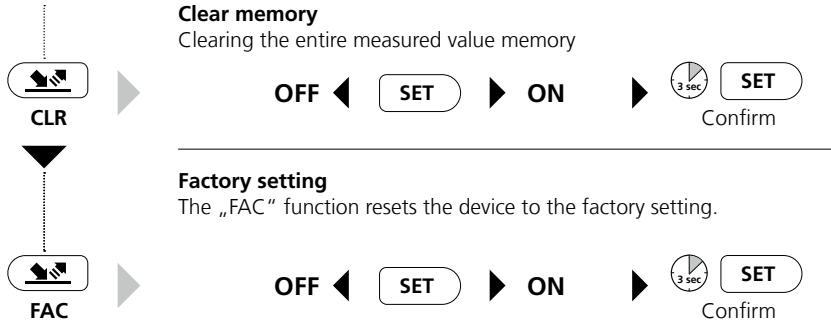 Clear memory
Clearing the entire measured value memory
OFF SET ON 3 sec SET
CLR Confirm
Factory setting
The „FAC“ function resets the device to the factory setting.
OFF SET ON 3 sec SET
FAC Confirm